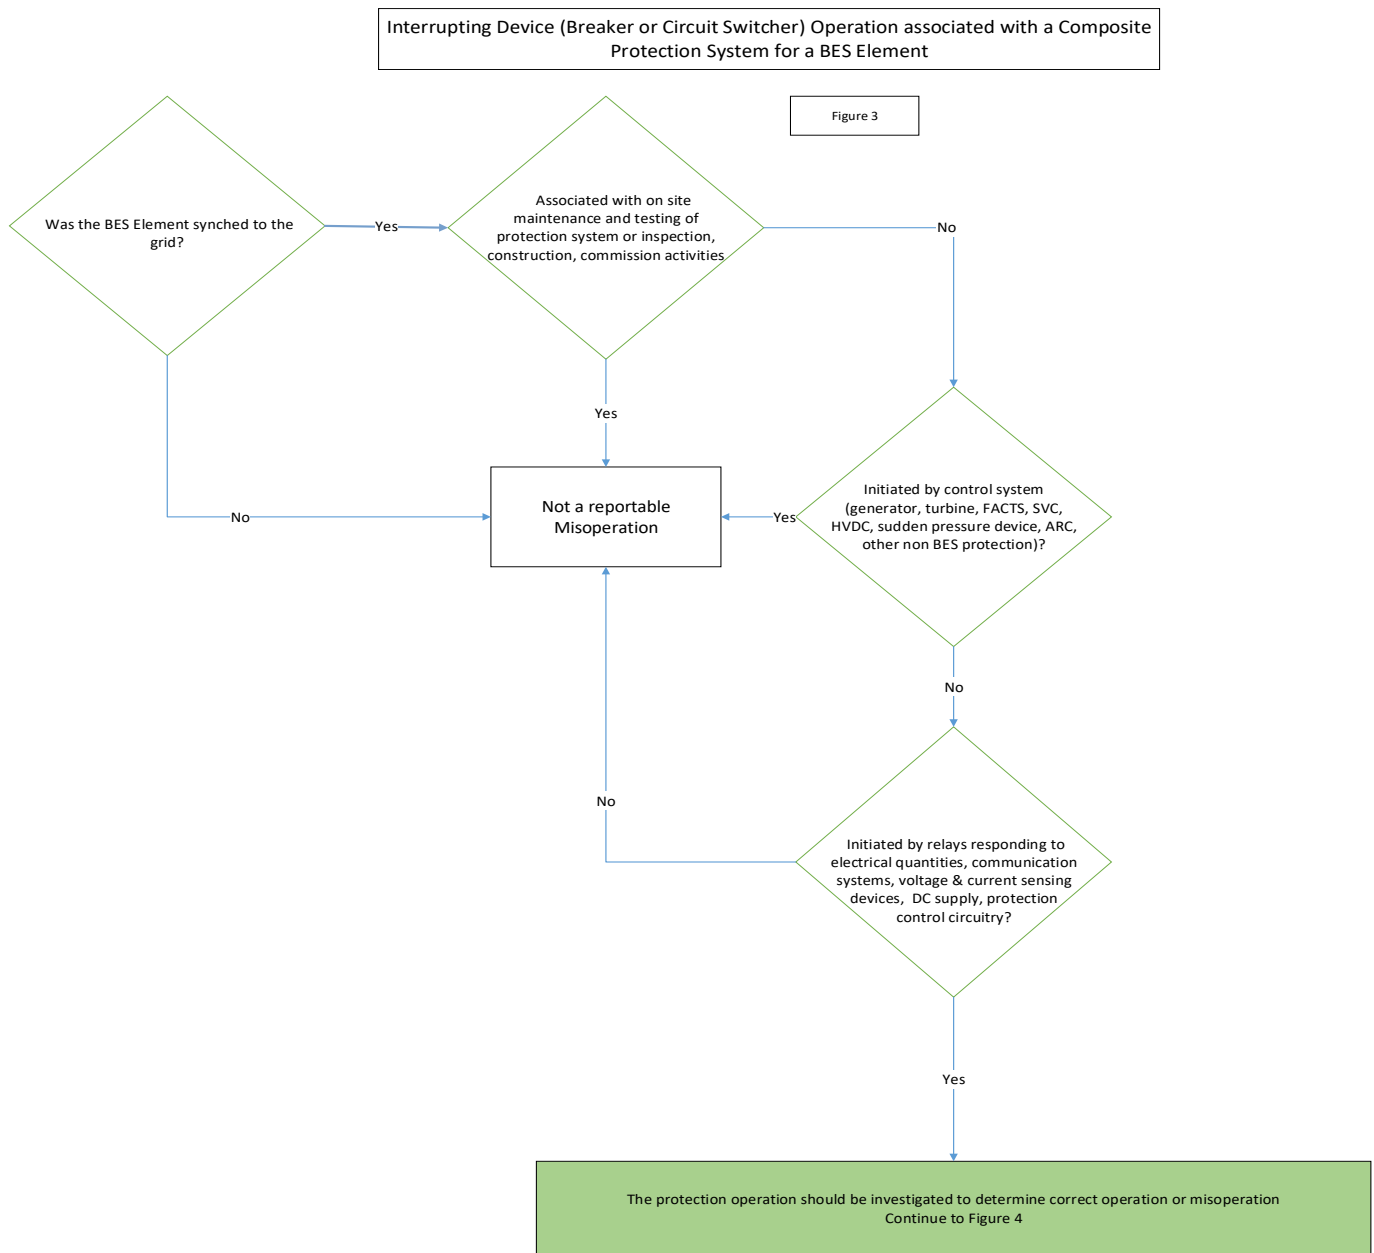 Interrupting Device (Breaker or Circuit Switcher) Operation associated with a Composite
Protection System for a BES Element
Figure 3
Was the BES Element synched to the
grid?
Yes
Associated with on site
maintenance and testing of
protection system or inspection,
construction, commission activities
No
Yes
Initiated by control system
(generator, turbine, FACTS, SVC,
HVDC, sudden pressure device, ARC,
other non BES protection)?
Yes
Not a reportable
Misoperation
No
No
No
Initiated by relays responding to
electrical quantities, communication
systems, voltage & current sensing
devices,  DC supply, protection
control circuitry?
Yes
The protection operation should be investigated to determine correct operation or misoperation
Continue to Figure 4